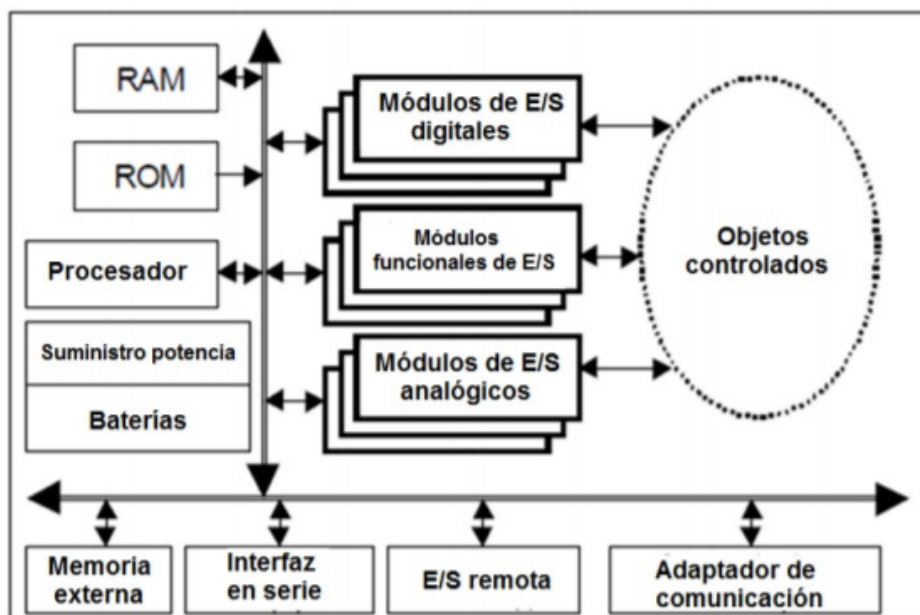 RAM
ROM
Procesador
Suministro potencia
Baterías
Módulos de E/S
digitales
Módulos
funcionales de E/S
Módulos de E/S
analógicos
Objetos
controlados
Memoria
externa
Interfaz
en serie
E/S remota
Adaptador de
comunicación